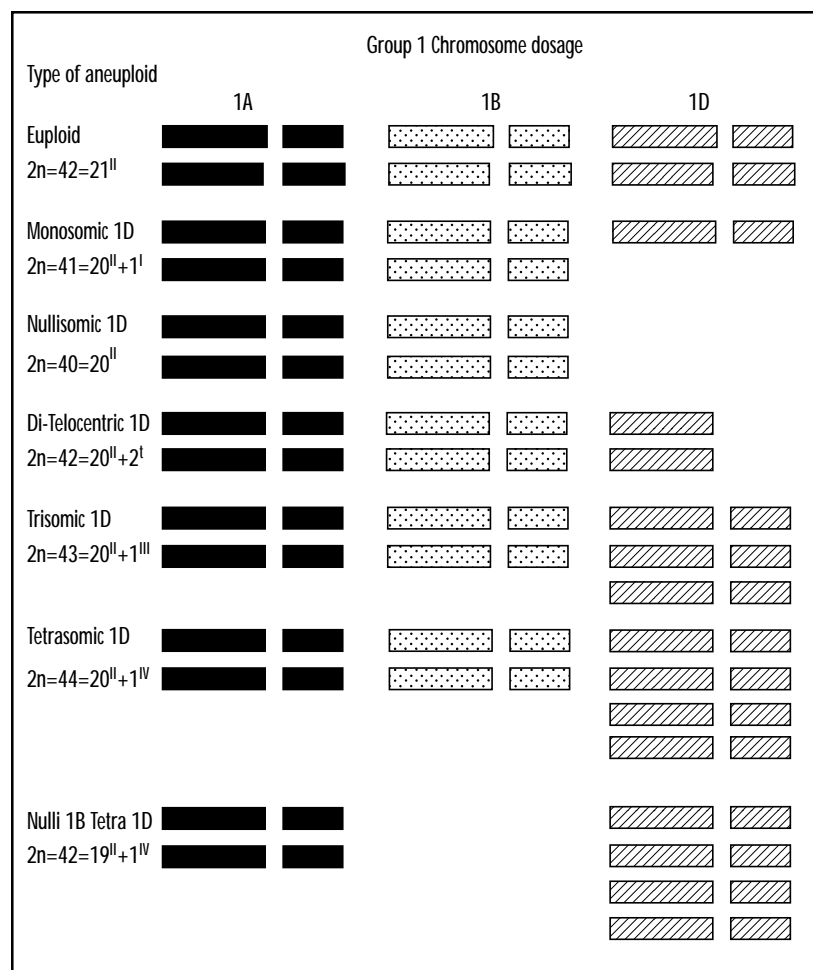 Group 1 Chromosome dosage
Type of aneuploid
1A 1B 1D
Euploid
2n=42=21^II
Monosomic 1D
2n=41=20^II+1^I
Nullisomic 1D
2n=40=20^II
Di-Telocentric 1D
2n=42=20^II+2^t
Trisomic 1D
2n=43=20^II+1^III
Tetrasomic 1D
2n=44=20^II+1^IV
Nulli 1B Tetra 1D
2n=42=19^II+1^IV